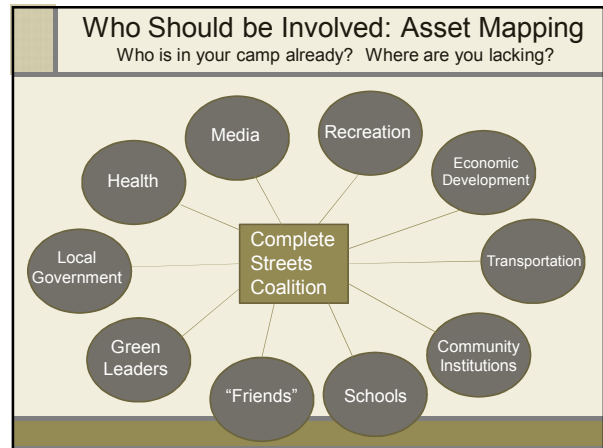 Who Should be Involved: Asset Mapping
Who is in your camp already? Where are you lacking?
Media
Recreation
Health
Economic
Development
Local
Government
Complete
Streets
Coalition
Transportation
Green
Leaders
Community
Institutions
"Friends"
Schools